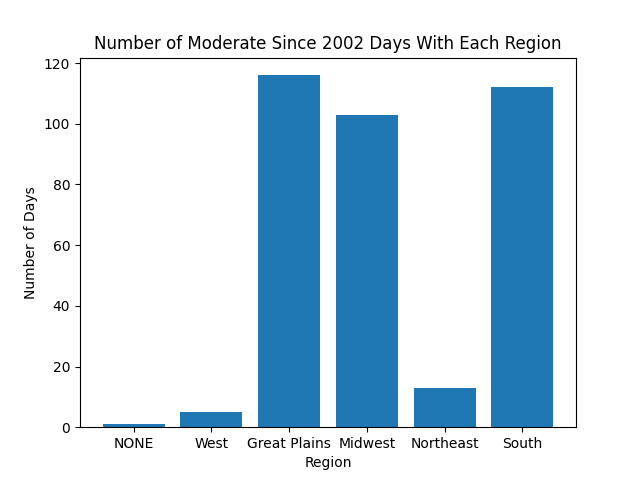 Number of Moderate Since 2002 Days With Each Region
120
100
80
60
40
20
0
Number of Days
NONE West Great Plains Midwest Northeast South
Region